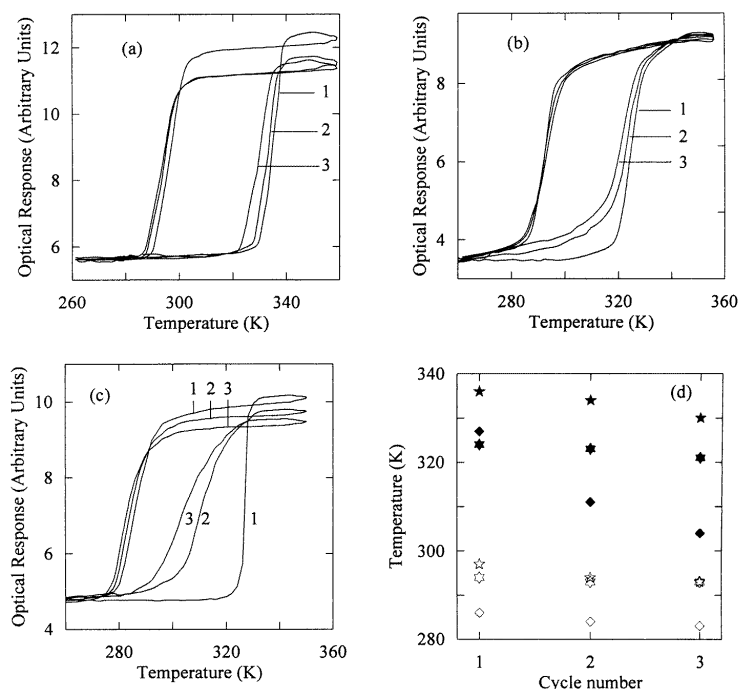 (a)
12
10
8
6
1
2
3
260
300
340
Temperature (K)
Optical Response (Arbitrary Units)
(b)
8
6
4
1
2
3
280
320
360
Temperature (K)
Optical Response (Arbitrary Units)
(c)
10
8
6
4
1 2 3
3 2 1
280
320
360
Temperature (K)
Optical Response (Arbitrary Units)
(d)
340
320
300
280
1
2
3
Cycle number
Temperature (K)